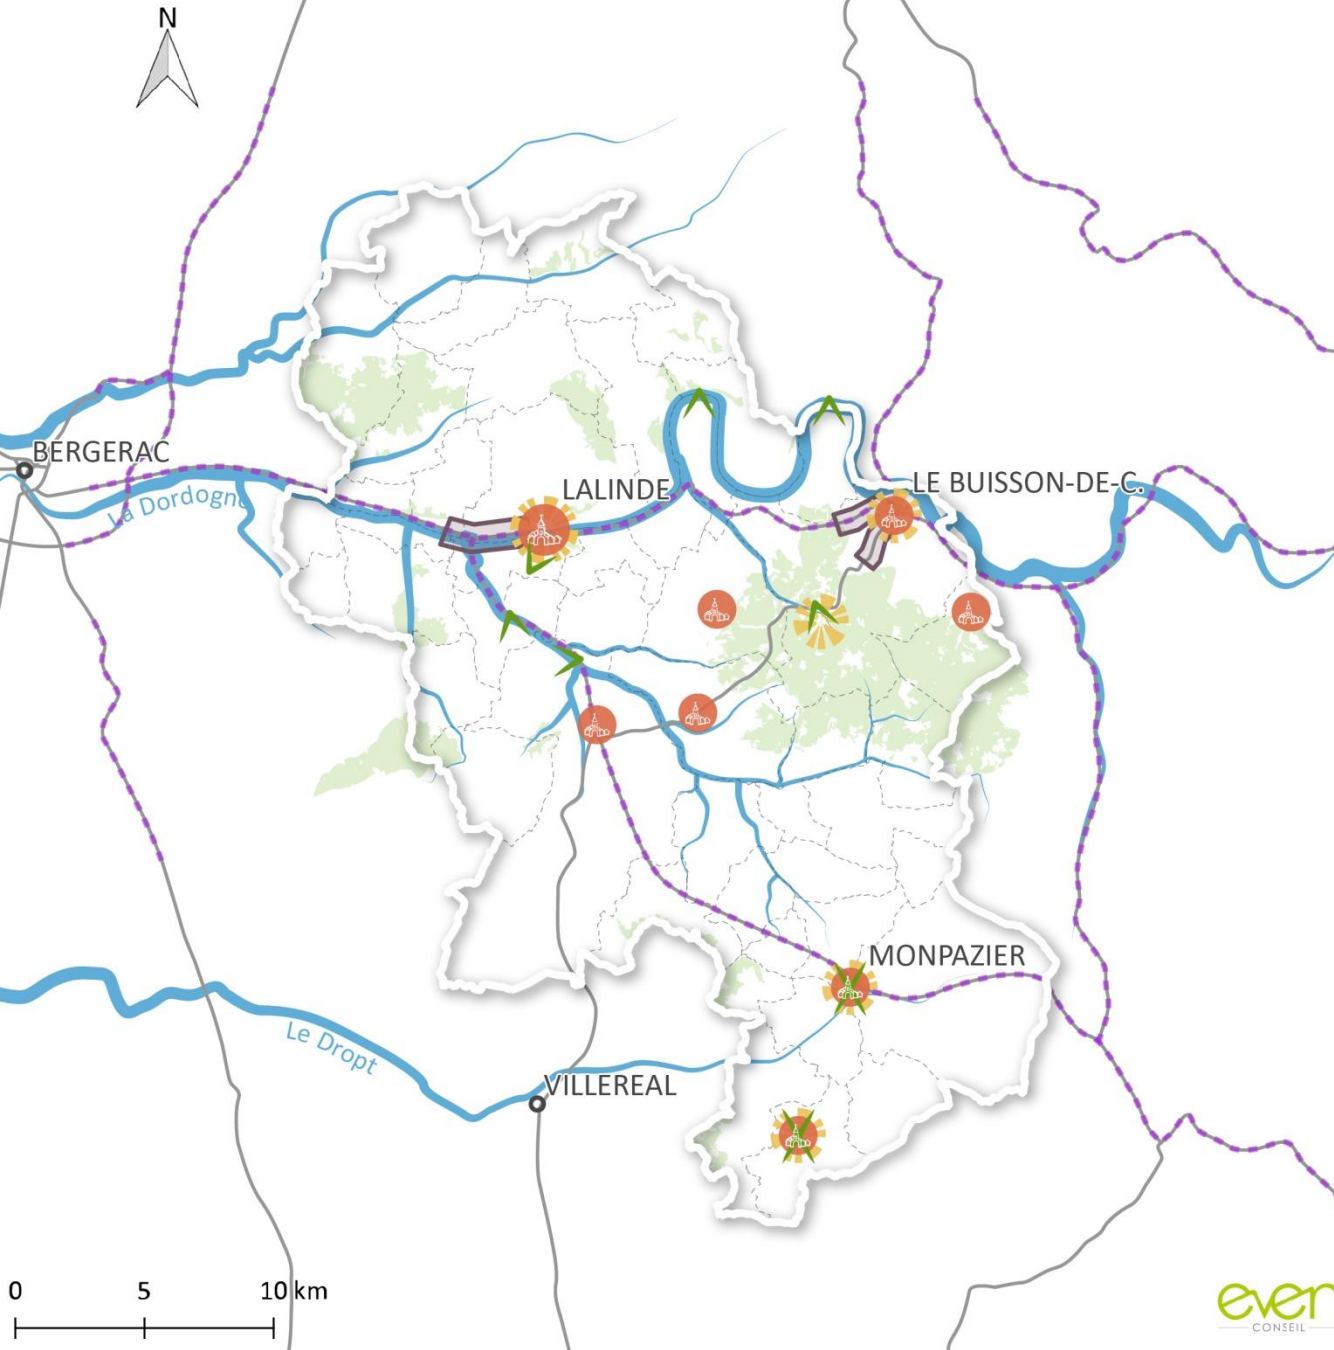 N
BERGERAC
La Dordogne
LALINDE
LE BUISSON-DE-C.
MONPAZIER
Le Dropt
VILLEREAL
0 5 10 km
even
CONSEIL